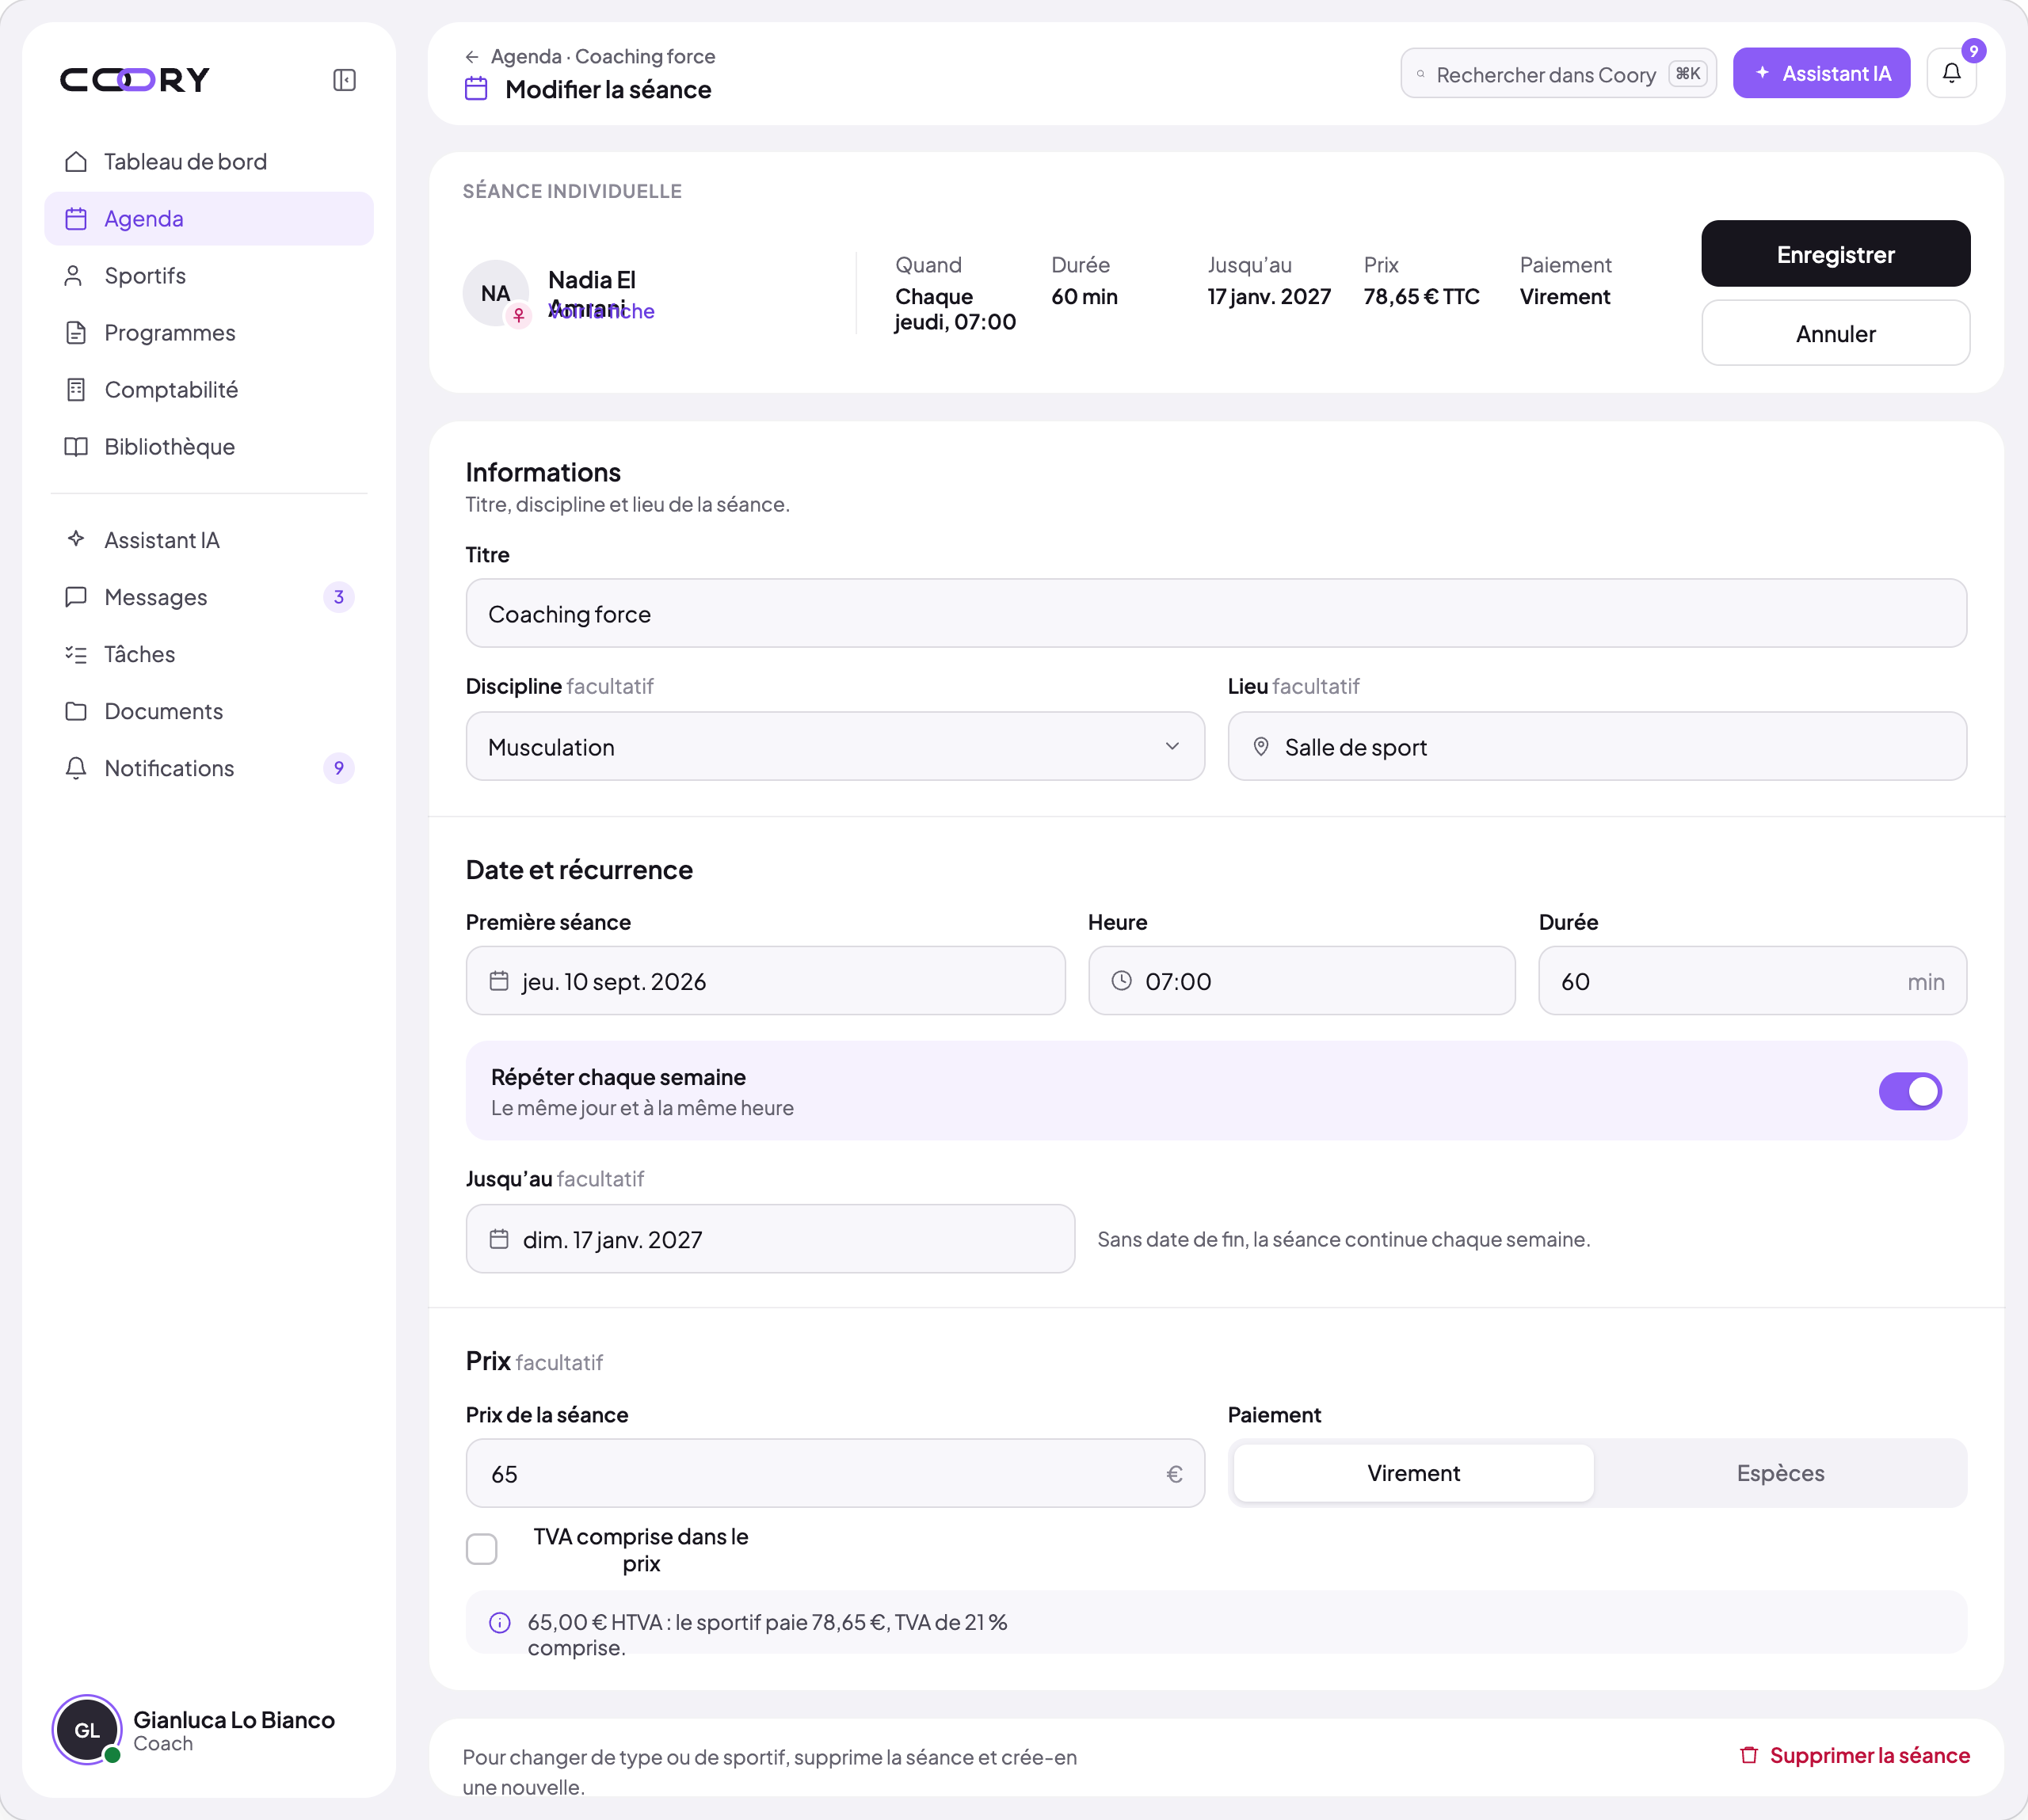 COORY
Tableau de bord
Agenda
Sportifs
Programmes
Comptabilité
Bibliothèque
Assistant IA
Messages 3
Tâches
Documents
Notifications 9
GL
Gianluca Lo Bianco
Coach
← Agenda · Coaching force
Modifier la séance
Rechercher dans Coory ⌘K
Assistant IA
9
SÉANCE INDIVIDUELLE
NA
Nadia El
Amrani
Voir la fiche
Quand
Chaque
jeudi, 07:00
Durée
60 min
Jusqu’au
17 janv. 2027
Prix
78,65 € TTC
Paiement
Virement
Enregistrer
Annuler
Informations
Titre, discipline et lieu de la séance.
Titre
Coaching force
Discipline facultatif
Musculation
Lieu facultatif
Salle de sport
Date et récurrence
Première séance
jeu. 10 sept. 2026
Heure
07:00
Durée
60 min
Répéter chaque semaine
Le même jour et à la même heure
Jusqu’au facultatif
dim. 17 janv. 2027
Sans date de fin, la séance continue chaque semaine.
Prix facultatif
Prix de la séance
65 €
Paiement
Virement
Espèces
TVA comprise dans le
prix
65,00 € HTVA : le sportif paie 78,65 €, TVA de 21 %
comprise.
Pour changer de type ou de sportif, supprime la séance et crée-en
une nouvelle.
Supprimer la séance